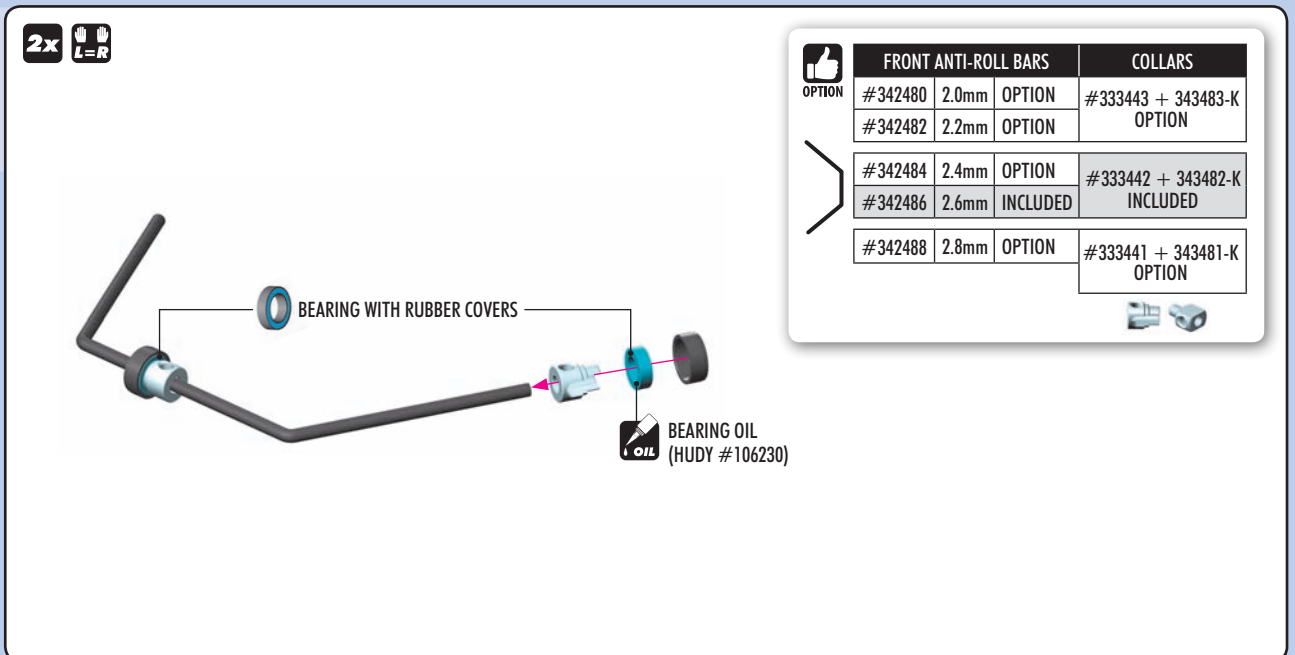 2x
L=R
OPTION
FRONT ANTI-ROLL BARS COLLARS
#342480 2.0mm OPTION #333443 + 343483-K
#342482 2.2mm OPTION OPTION
#342484 2.4mm OPTION #333442 + 343482-K
#342486 2.6mm INCLUDED INCLUDED
#342488 2.8mm OPTION #333441 + 343481-K
OPTION
BEARING WITH RUBBER COVERS
OIL
BEARING OIL
(HUDY #106230)